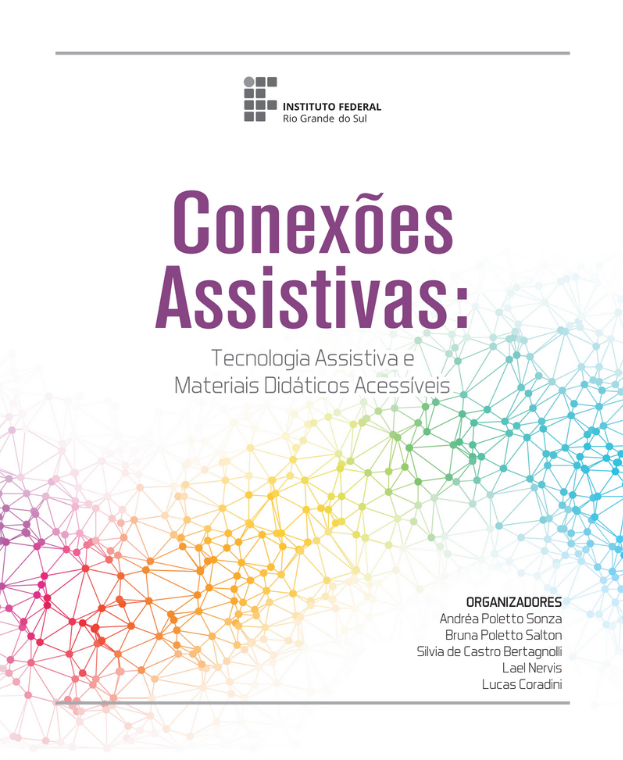 INSTITUTO FEDERAL
Rio Grande do Sul
Conexões
Assistivas:
Tecnologia Assistiva e
Materiais Didáticos Acessíveis
ORGANIZADORES
Andréa Poletto Sonza
Bruna Poletto Salton
Silvia de Castro Bertagnolli
Lael Nervis
Lucas Coradini